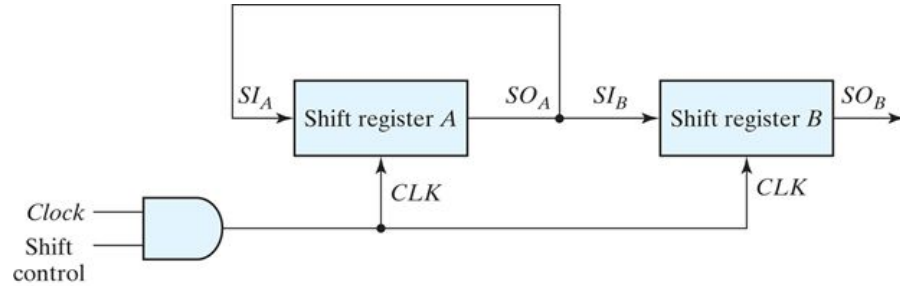 SI_A
Shift register A
SO_A
SI_B
Shift register B
SO_B
CLK
CLK
Clock
Shift
control